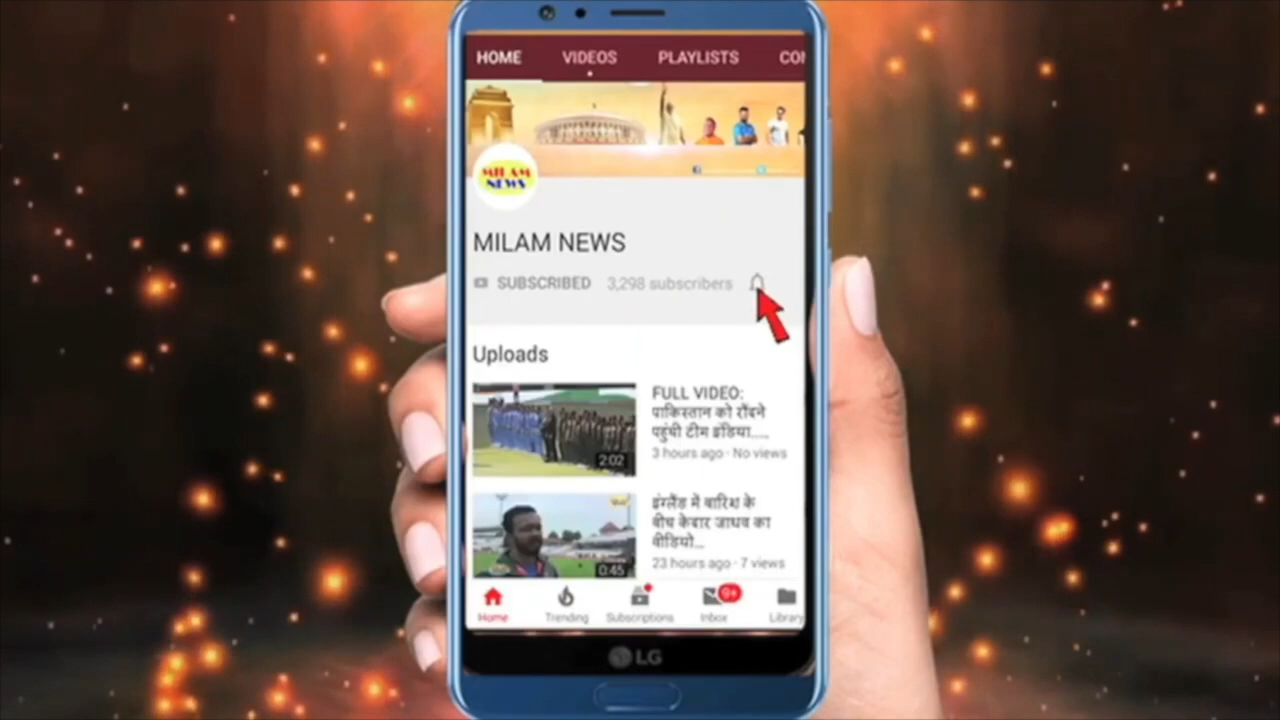 HOME VIDEOS PLAYLISTS CO
MILAM
NEWS
MILAM NEWS
SUBSCRIBED 3,298 subscribers
Uploads
FULL VIDEO:
पाकिस्तान को रौंदने
पहुंची टीम इंडिया.....
3 hours ago · No views
2:02
इंग्लैंड में बारिश के
बीच केदार जाधव का
वीडियो...
23 hours ago · 7 views
0:45
9+
Home Trending Subscriptions Inbox Library
LG